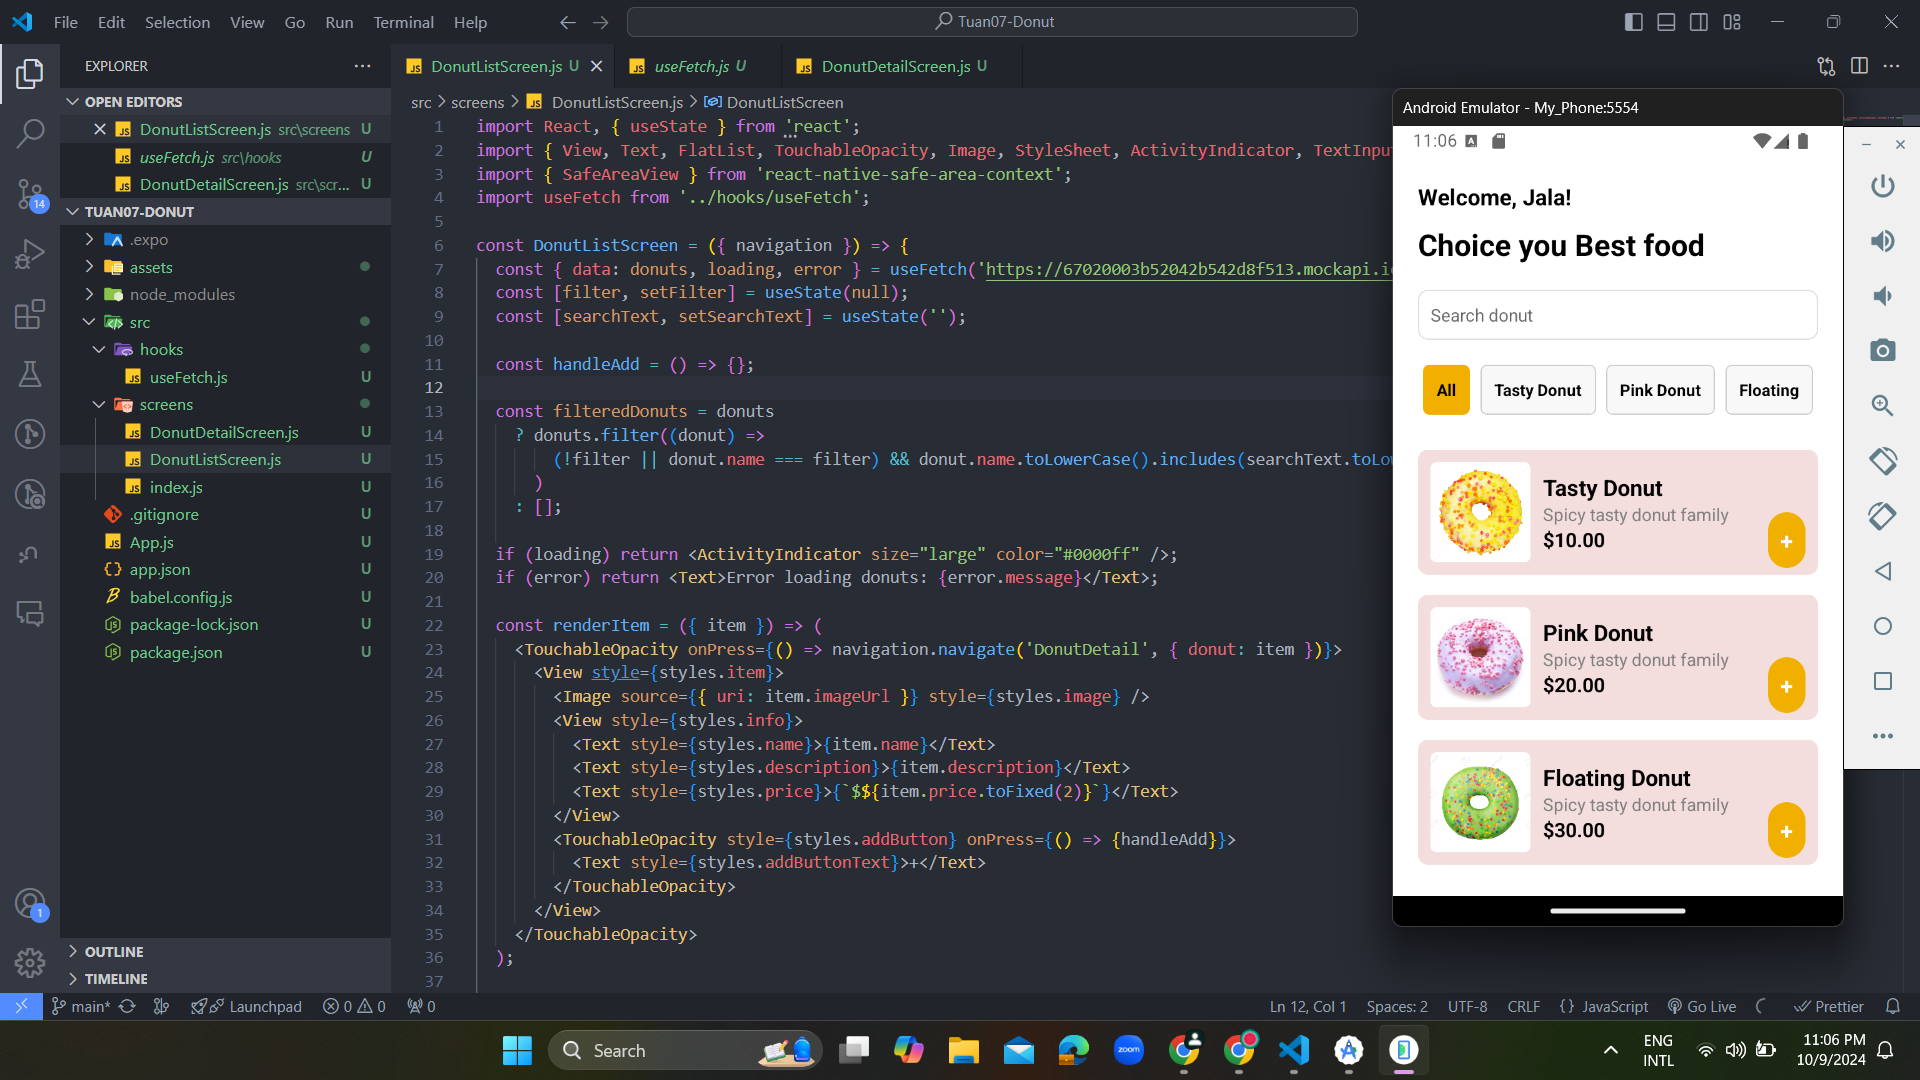 File Edit Selection View Go Run Terminal Help
Tuan07-Donut
EXPLORER
OPEN EDITORS
DonutListScreen.js src\screens U
useFetch.js src\hooks U
DonutDetailScreen.js src\scr... U
TUAN07-DONUT
.expo
assets
node_modules
src
hooks
useFetch.js U
screens
DonutDetailScreen.js U
DonutListScreen.js U
index.js U
.gitignore U
App.js U
app.json U
babel.config.js U
package-lock.json U
package.json U
OUTLINE
TIMELINE
14
1
DonutListScreen.js U
useFetch.js U
DonutDetailScreen.js U
src > screens > DonutListScreen.js > DonutListScreen
1 import React, { useState } from 'react';
2 import { View, Text, FlatList, TouchableOpacity, Image, StyleSheet, ActivityIndicator, TextInput
3 import { SafeAreaView } from 'react-native-safe-area-context';
4 import useFetch from '../hooks/useFetch';
5
6 const DonutListScreen = ({ navigation }) => {
7 const { data: donuts, loading, error } = useFetch('https://67020003b52042b542d8f513.mockapi.io
8 const [filter, setFilter] = useState(null);
9 const [searchText, setSearchText] = useState('');
10
11 const handleAdd = () => {};
12
13 const filteredDonuts = donuts
14 ? donuts.filter((donut) =>
15 (!filter || donut.name === filter) && donut.name.toLowerCase().includes(searchText.toLow
16 )
17 : [];
18
19 if (loading) return <ActivityIndicator size="large" color="#0000ff" />;
20 if (error) return <Text>Error loading donuts: {error.message}</Text>;
21
22 const renderItem = ({ item }) => (
23 <TouchableOpacity onPress={() => navigation.navigate('DonutDetail', { donut: item })}>
24 <View style={styles.item}>
25 <Image source={{ uri: item.imageUrl }} style={styles.image} />
26 <View style={styles.info}>
27 <Text style={styles.name}>{item.name}</Text>
28 <Text style={styles.description}>{item.description}</Text>
29 <Text style={styles.price}>{`$${item.price.toFixed(2)}`}</Text>
30 </View>
31 <TouchableOpacity style={styles.addButton} onPress={() => {handleAdd}}>
32 <Text style={styles.addButtonText}>+</Text>
33 </TouchableOpacity>
34 </View>
35 </TouchableOpacity>
36 );
37
Android Emulator - My_Phone:5554
11:06
Welcome, Jala!
Choice you Best food
Search donut
All Tasty Donut Pink Donut Floating
Tasty Donut
Spicy tasty donut family
$10.00
+
Pink Donut
Spicy tasty donut family
$20.00
+
Floating Donut
Spicy tasty donut family
$30.00
+
main* Launchpad 0 0 0
Ln 12, Col 1 Spaces: 2 UTF-8 CRLF {} JavaScript Go Live Prettier
Search
zoom
ENG
INTL
11:06 PM
10/9/2024